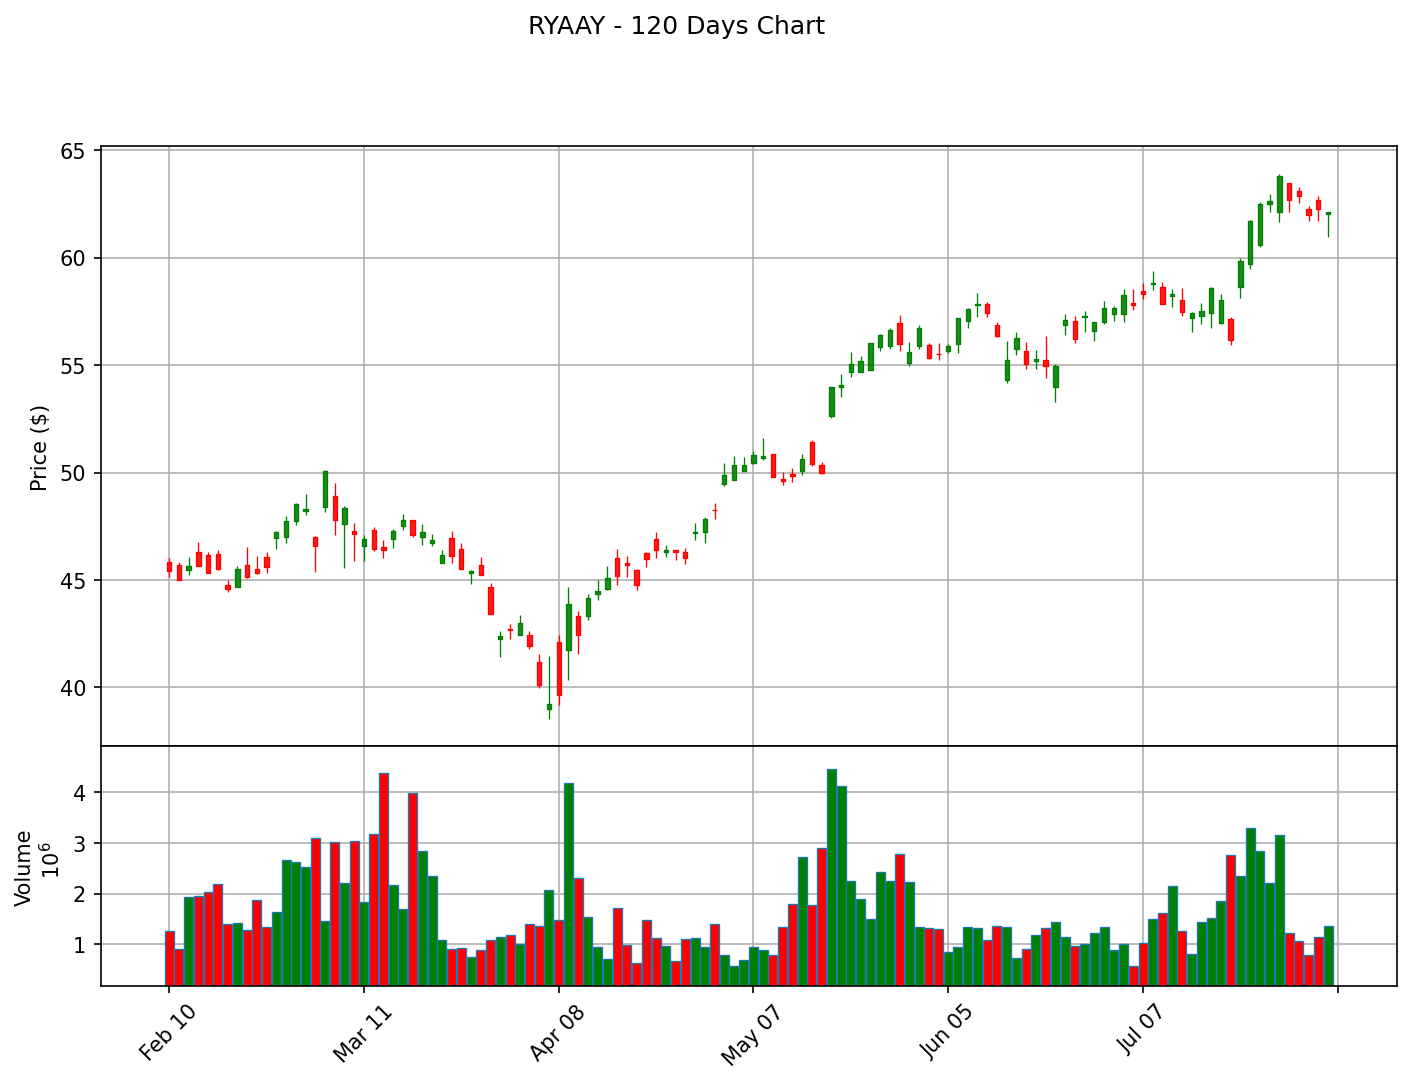 RYAAY - 120 Days Chart
65
60
55
50
45
40
Price ($)
4
3
2
1
Volume
10⁶
Feb 10
Mar 11
Apr 08
May 07
Jun 05
Jul 07